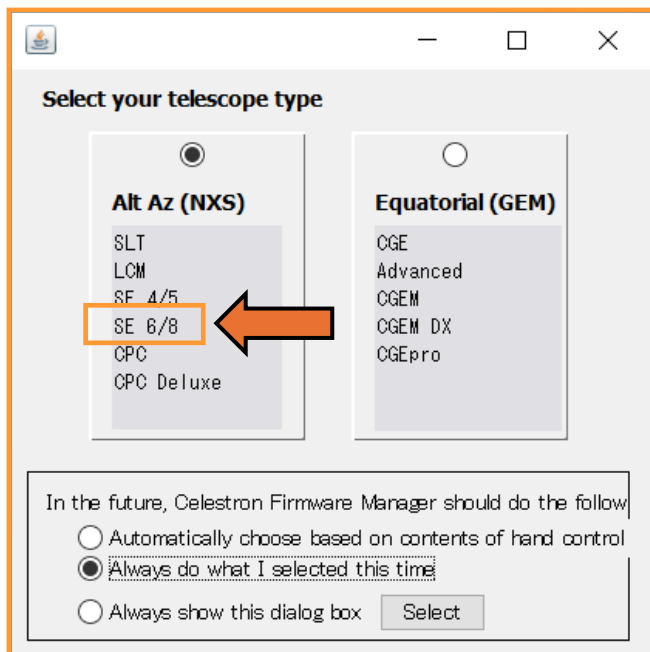 Select your telescope type
Alt Az (NXS)
SLT
LCM
SE 4/5
SE 6/8
CPC
CPC Deluxe
Equatorial (GEM)
CGE
Advanced
CGEM
CGEM DX
CGEpro
In the future, Celestron Firmware Manager should do the follow
Automatically choose based on contents of hand control
Always do what I selected this time
Always show this dialog box Select